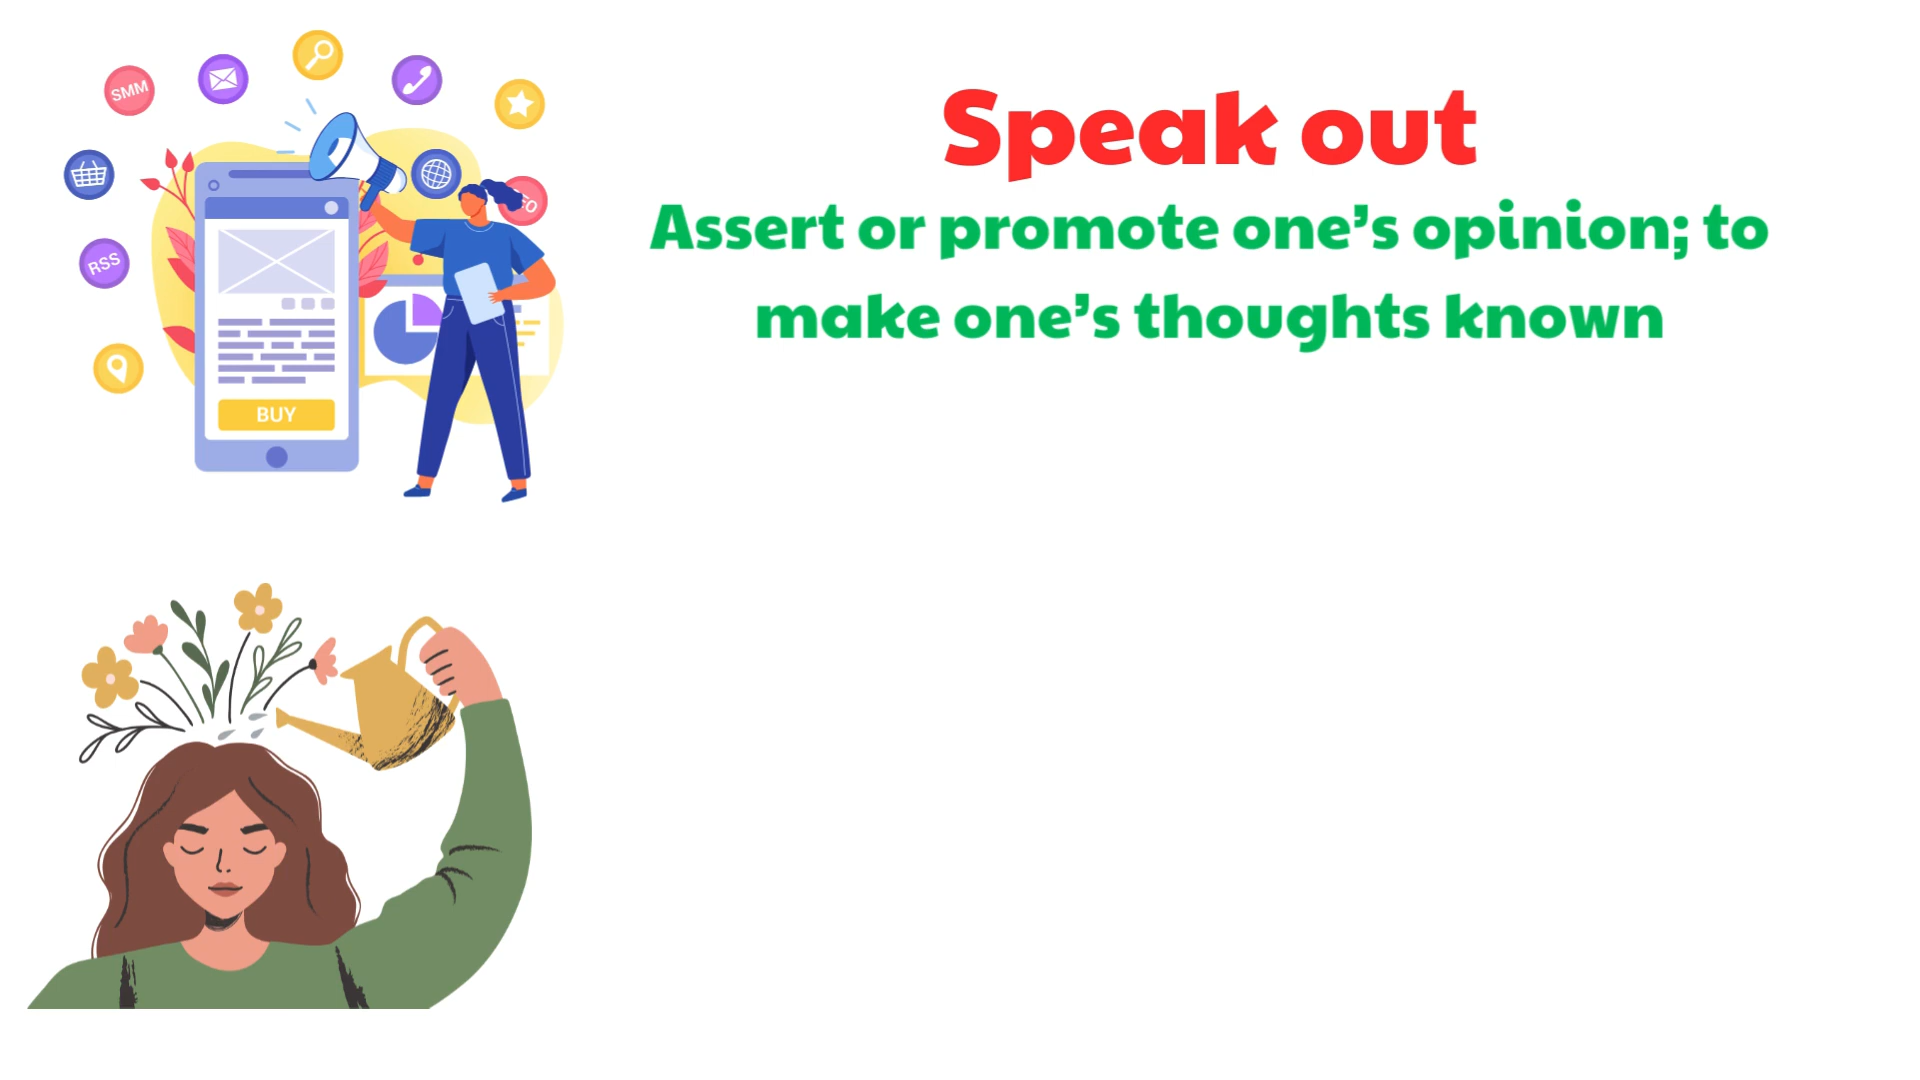 SMM
Speak out
Assert or promote one’s opinion; to
RSS
make one’s thoughts known
BUY